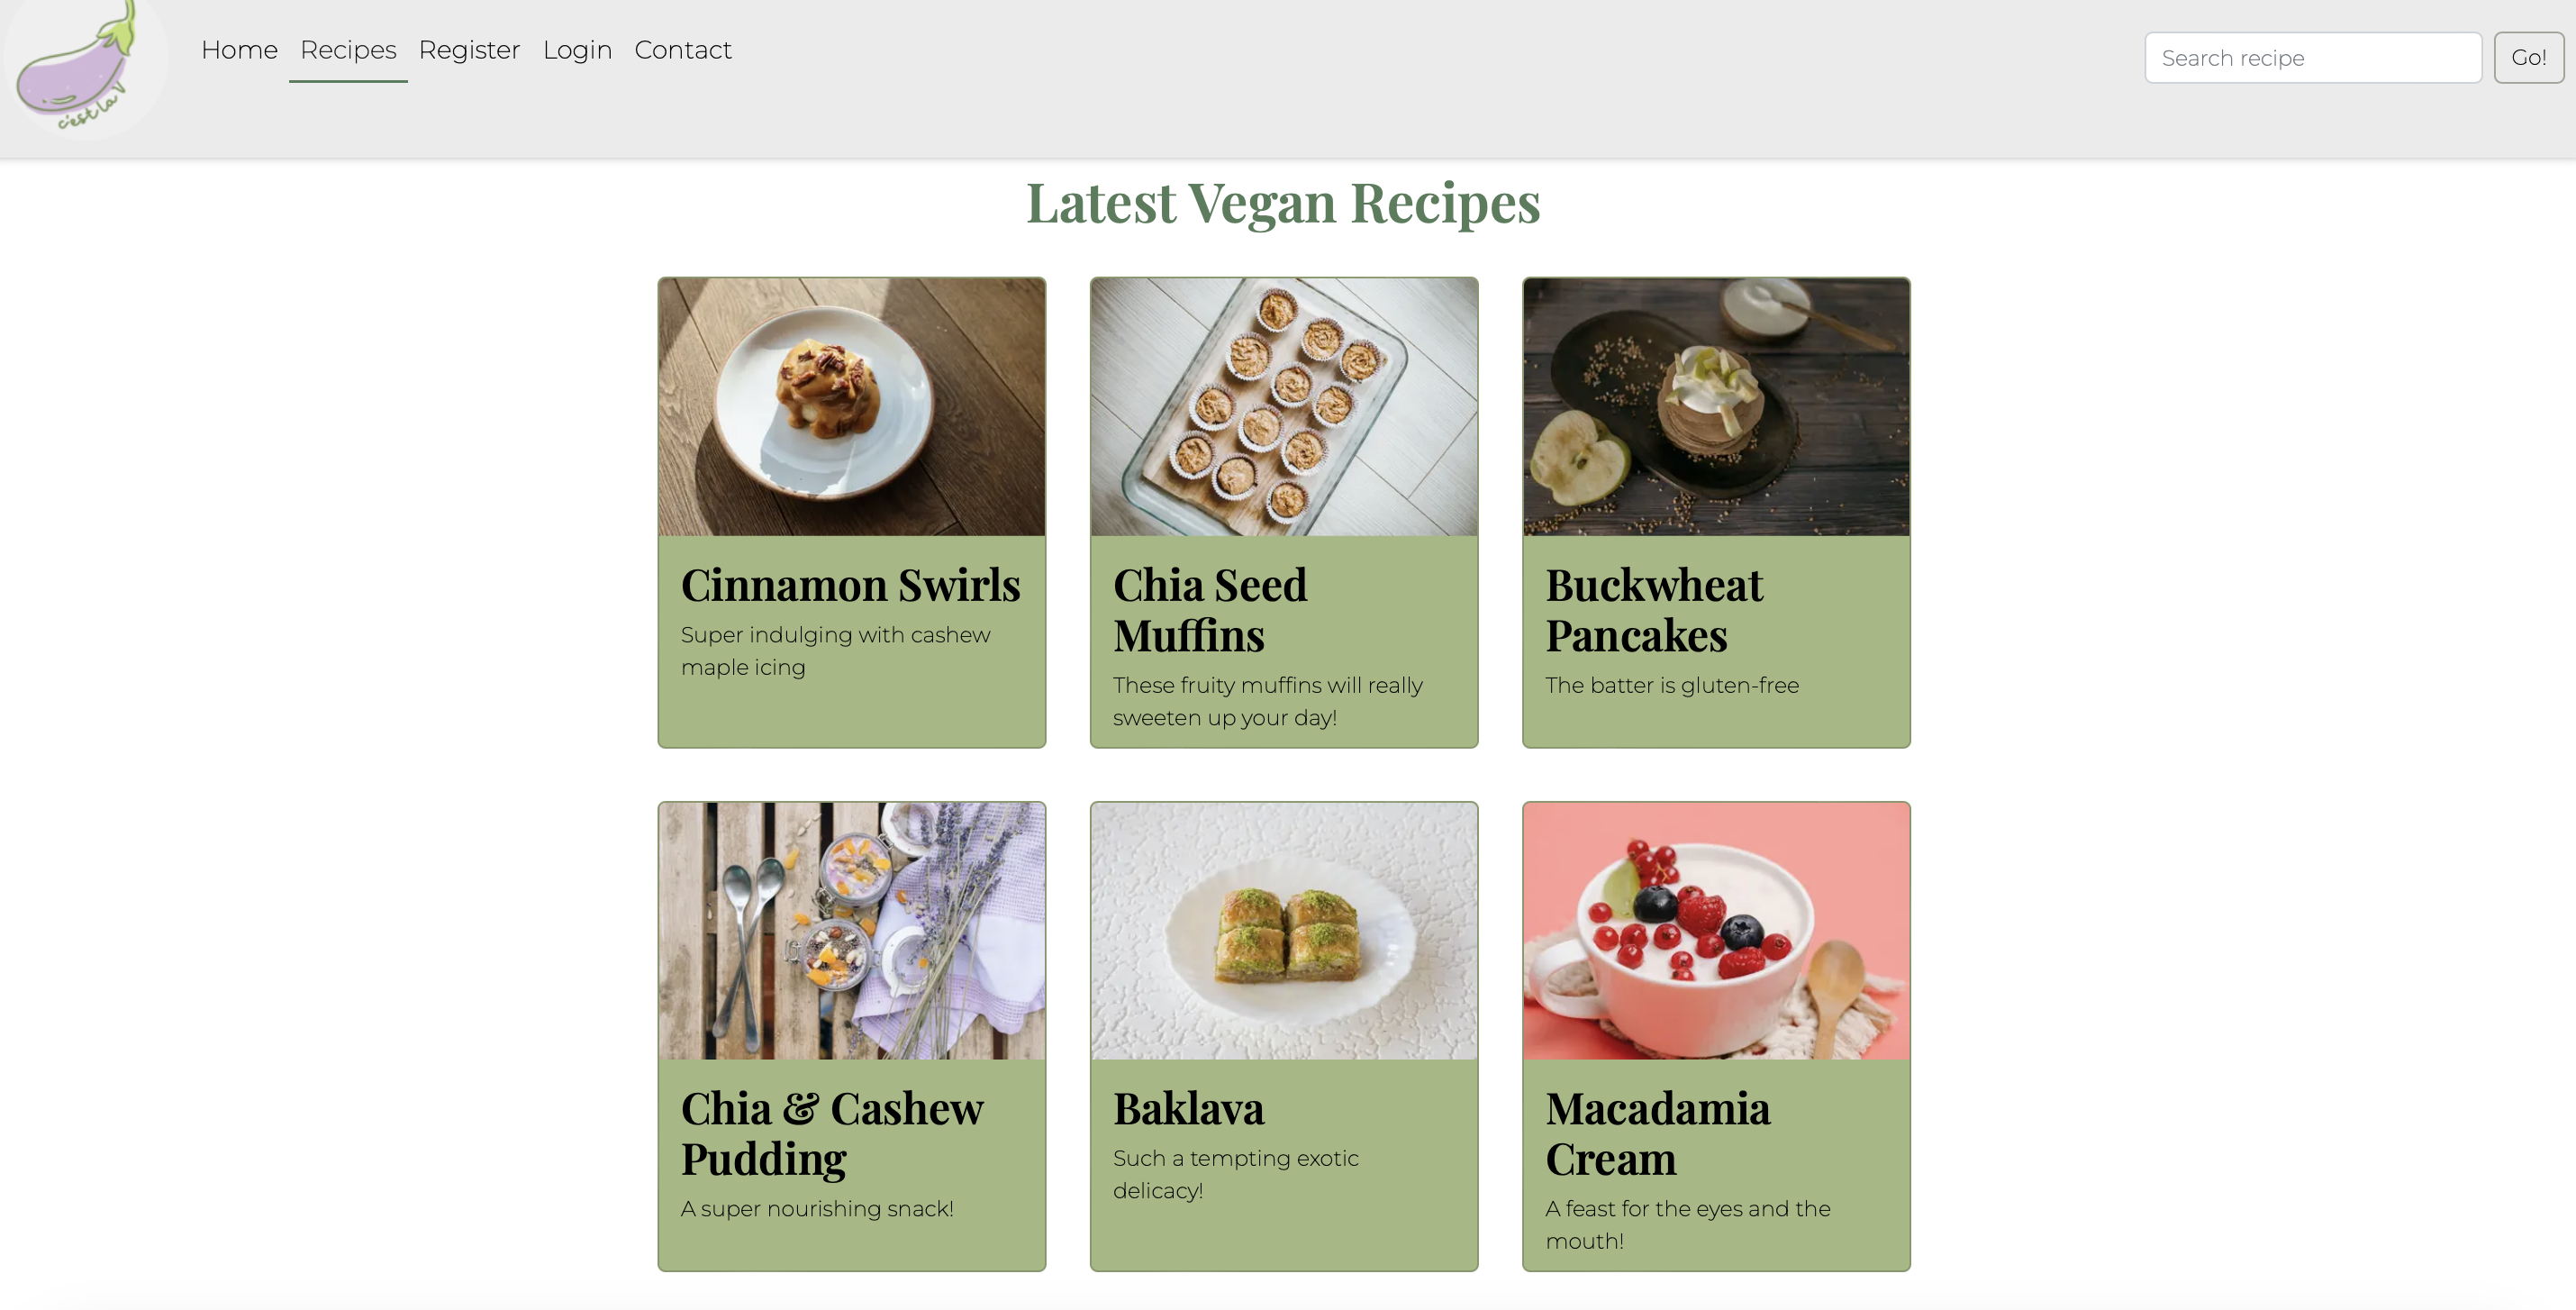 c'est la V
Home Recipes Register Login Contact
Search recipe Go!
Latest Vegan Recipes
Cinnamon Swirls
Super indulging with cashew
maple icing
Chia Seed
Muffins
These fruity muffins will really
sweeten up your day!
Buckwheat
Pancakes
The batter is gluten-free
Chia & Cashew
Pudding
A super nourishing snack!
Baklava
Such a tempting exotic
delicacy!
Macadamia
Cream
A feast for the eyes and the
mouth!